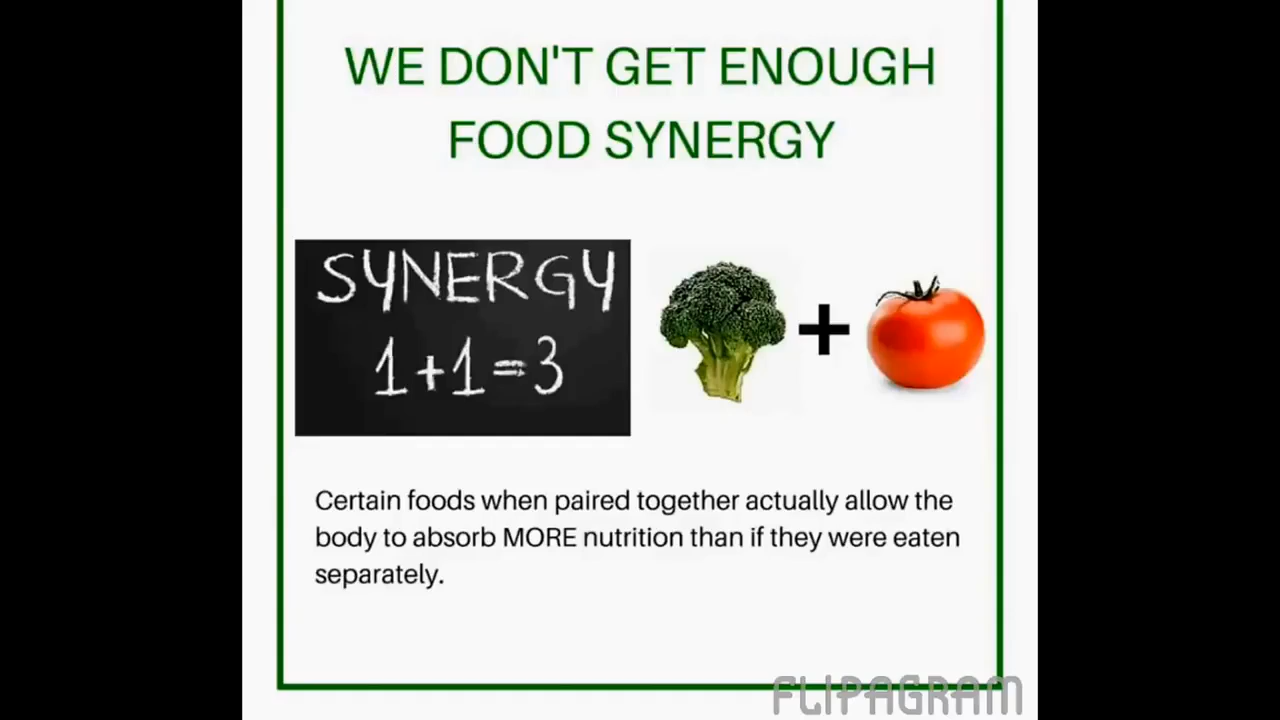 WE DON'T GET ENOUGH
FOOD SYNERGY
SYNERGY
1+1=3
+
Certain foods when paired together actually allow the
body to absorb MORE nutrition than if they were eaten
separately.
FLIPAGRAM